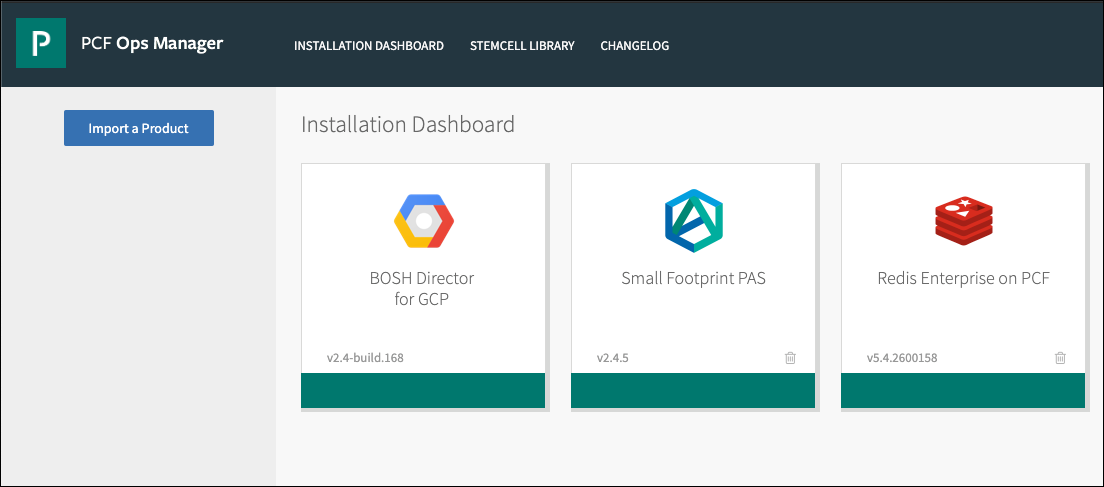 P
PCF Ops Manager
INSTALLATION DASHBOARD
STEMCELL LIBRARY
CHANGELOG
Import a Product
Installation Dashboard
BOSH Director
for GCP
v2.4-build.168
Small Footprint PAS
v2.4.5
Redis Enterprise on PCF
v5.4.2600158